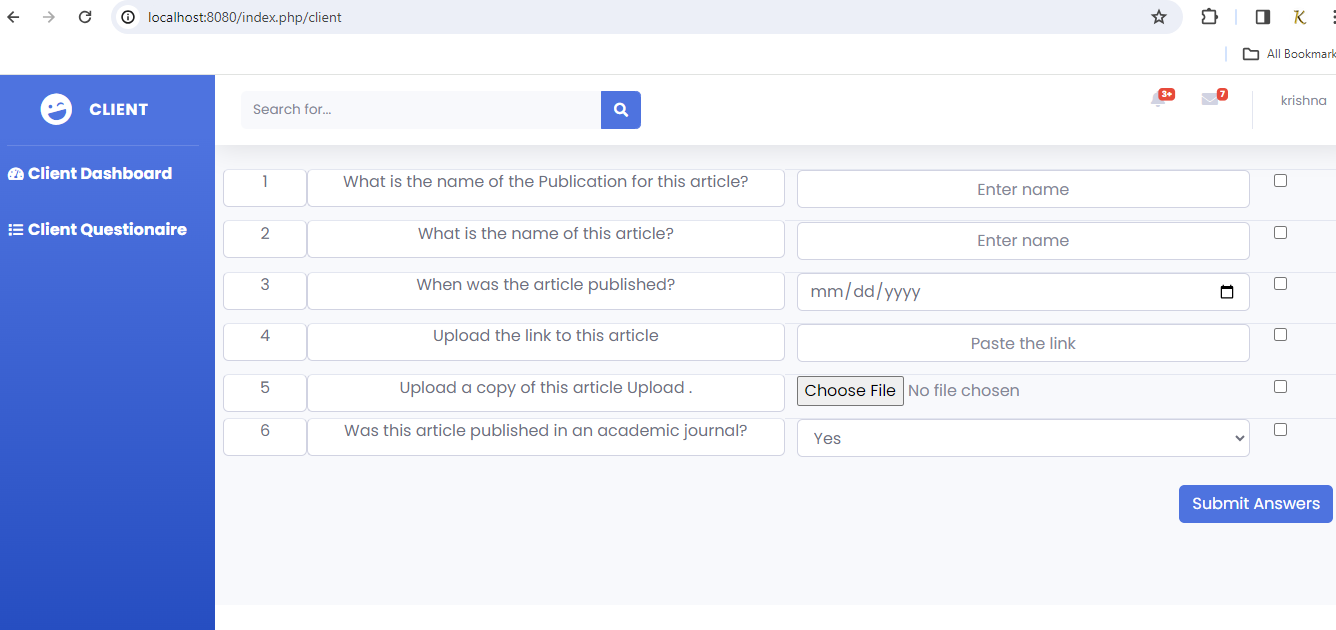 localhost:8080/index.php/client
K
All Bookmark
CLIENT
Search for...
3+
7
krishna
Client Dashboard
Client Questionaire
1 What is the name of the Publication for this article? Enter name
2 What is the name of this article? Enter name
3 When was the article published? mm/dd/yyyy
4 Upload the link to this article Paste the link
5 Upload a copy of this article Upload . Choose File No file chosen
6 Was this article published in an academic journal? Yes
Submit Answers